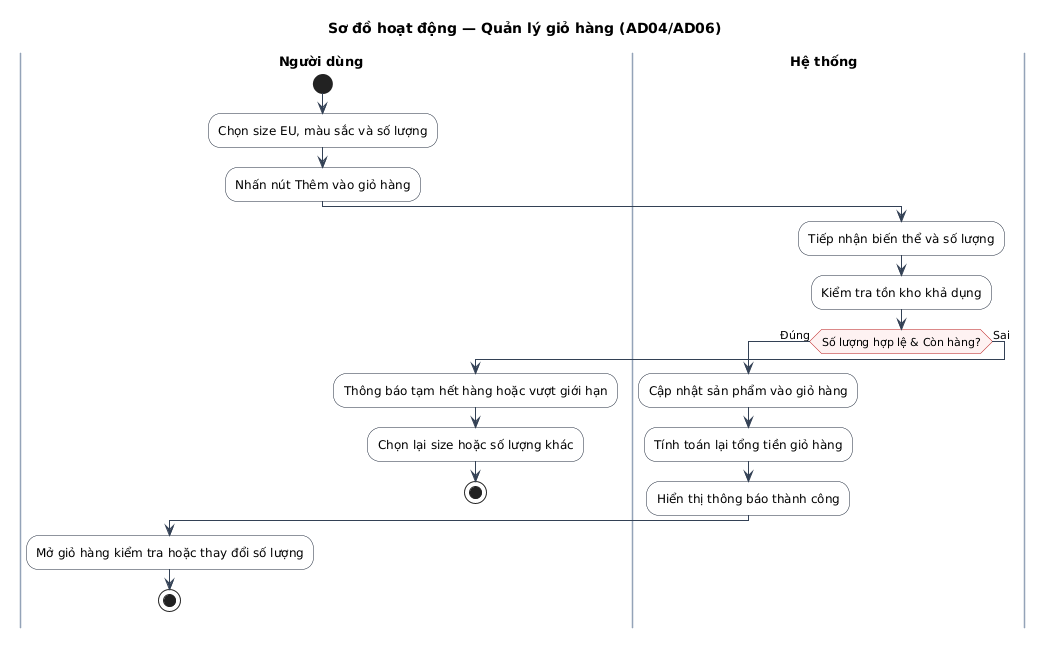 Sơ đồ hoạt động — Quản lý giỏ hàng (AD04/AD06)
Người dùng
Hệ thống
Chọn size EU, màu sắc và số lượng
Nhấn nút Thêm vào giỏ hàng
Tiếp nhận biến thể và số lượng
Kiểm tra tồn kho khả dụng
Đúng
Số lượng hợp lệ & Còn hàng?
Sai
Thông báo tạm hết hàng hoặc vượt giới hạn
Cập nhật sản phẩm vào giỏ hàng
Chọn lại size hoặc số lượng khác
Tính toán lại tổng tiền giỏ hàng
Hiển thị thông báo thành công
Mở giỏ hàng kiểm tra hoặc thay đổi số lượng